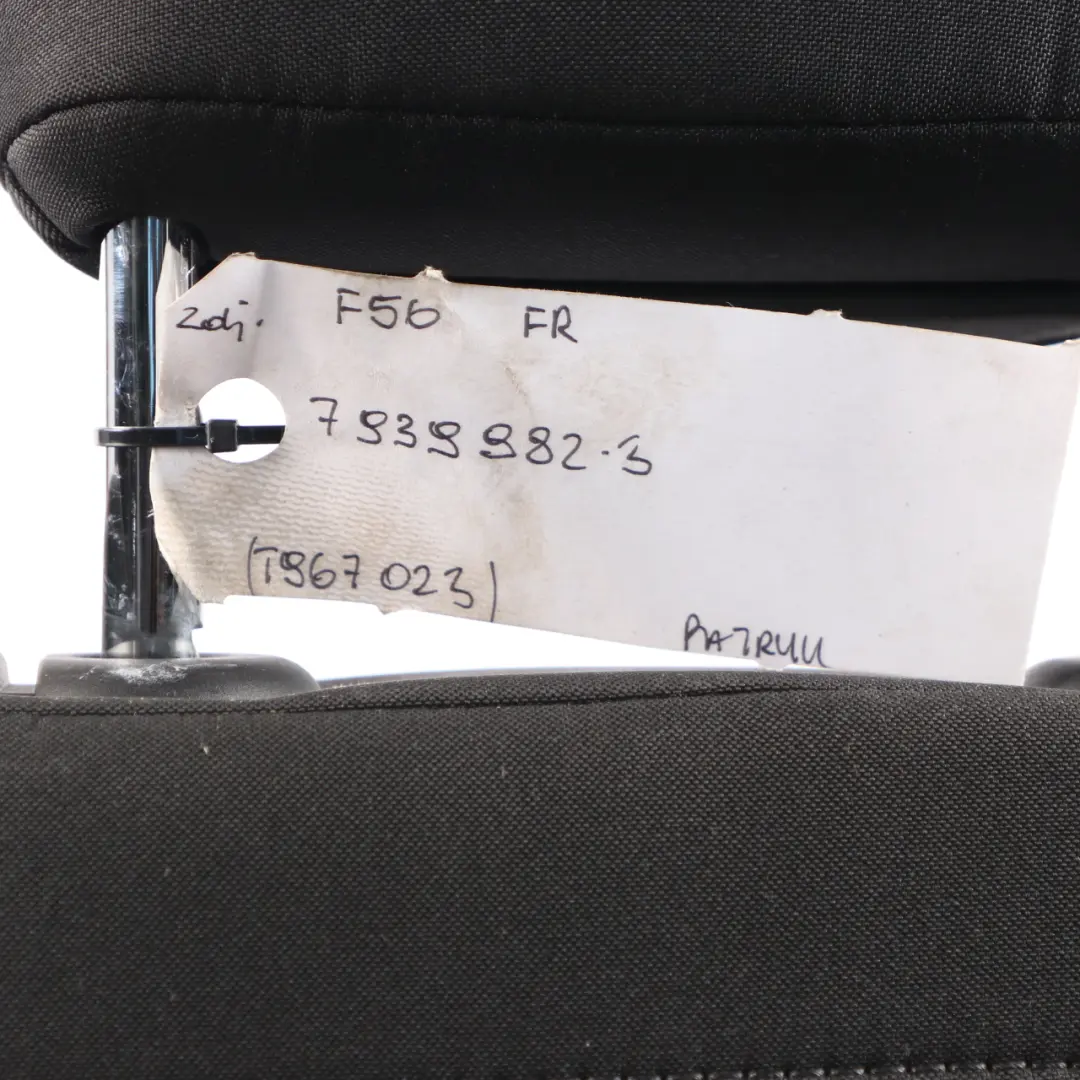 zdj. F56 FR
7939982.3
(T967023)
PATRYK